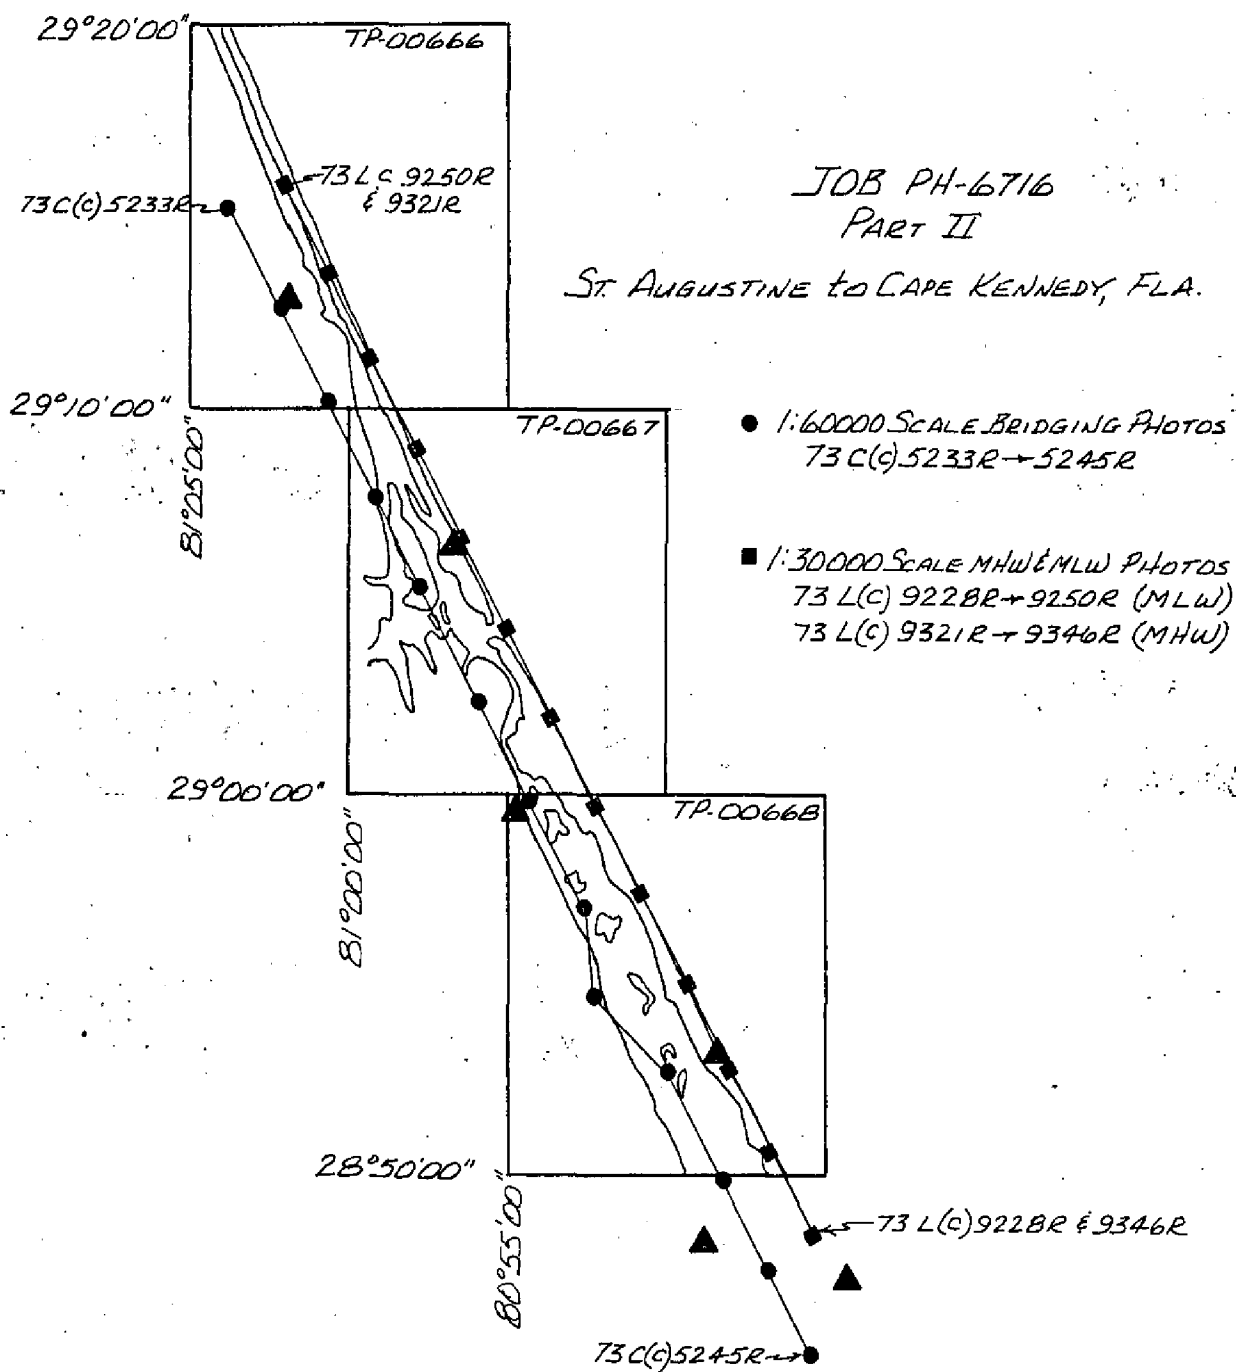 29°20'00"
TP-00666
73 L c 9250R
& 9321R
73 C(c) 5233R
JOB PH-6716
PART II
ST. AUGUSTINE to CAPE KENNEDY, FLA.
29°10'00"
81°05'00"
TP-00667
1:60000 SCALE BRIDGING PHOTOS
73 C(c) 5233R → 5245R
1:30000 SCALE MHW & MLW PHOTOS
73 L(c) 9228R → 9250R (MLW)
73 L(c) 9321R → 9346R (MHW)
29°00'00"
81°00'00"
TP-00668
28°50'00"
80°55'00"
73 L(c) 9228R & 9346R
73 C(c) 5245R